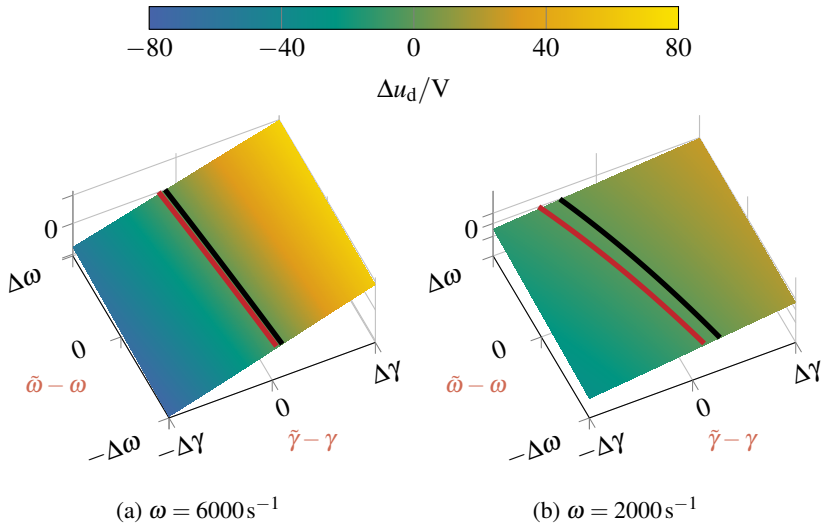 −80 −40 0 40 80
Δu_d/V
0
Δω
0
ω̃ − ω
−Δω
−Δγ
0
γ̃ − γ
Δγ
(a) ω = 6000 s⁻¹
0
Δω
0
ω̃ − ω
−Δω
−Δγ
0
γ̃ − γ
Δγ
(b) ω = 2000 s⁻¹